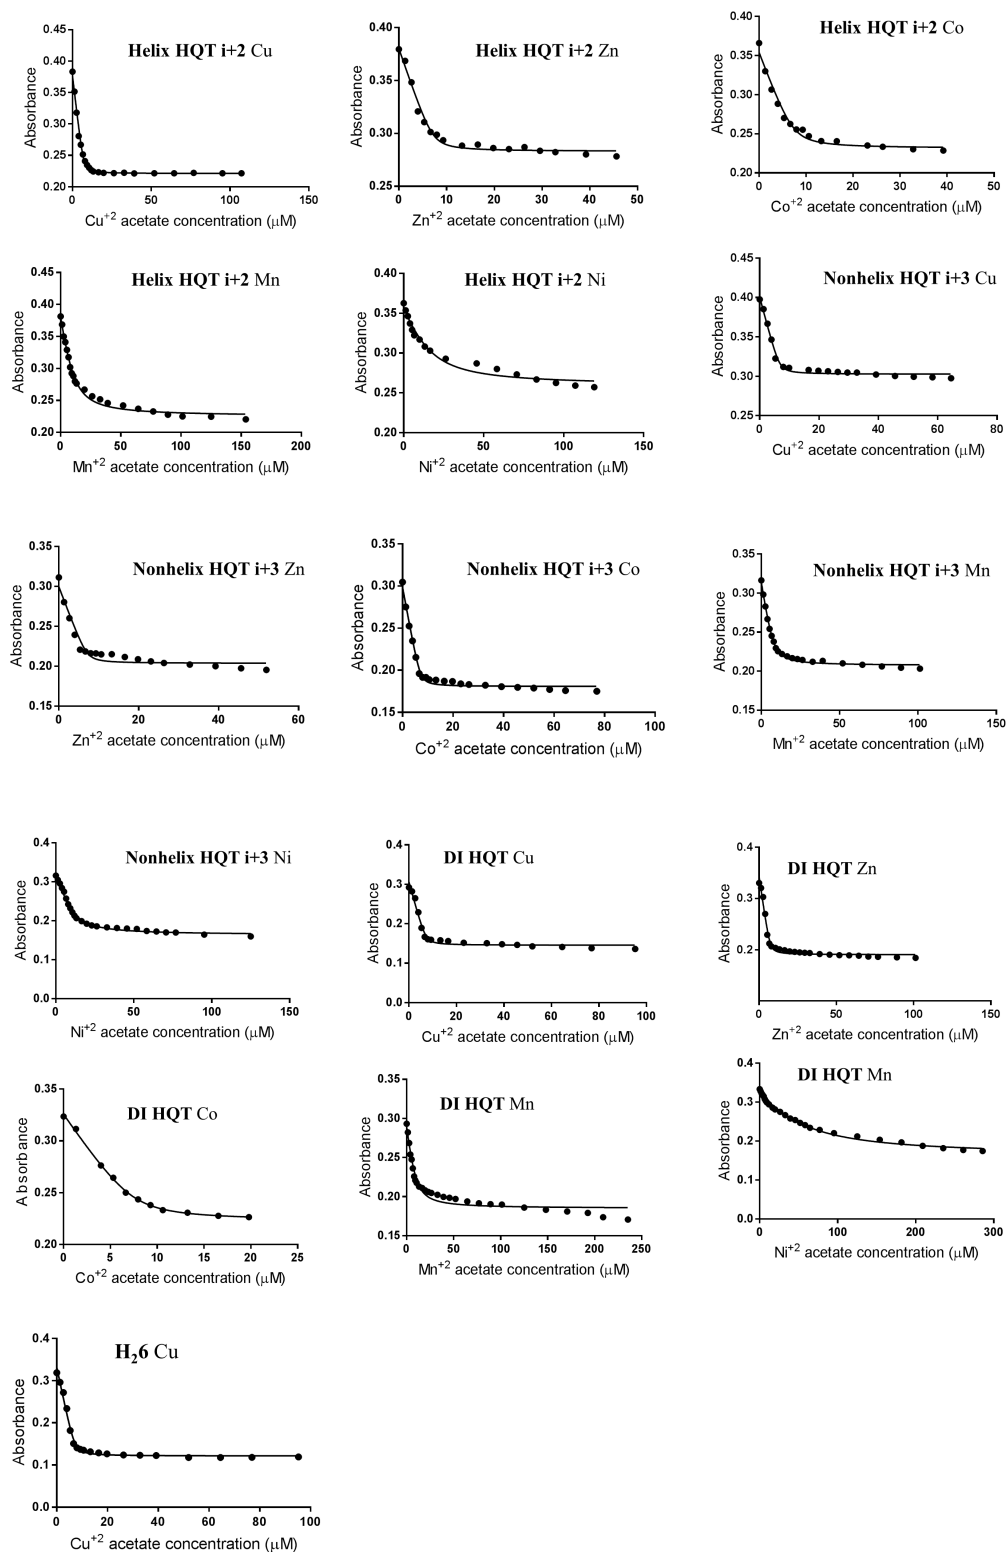 Helix HQT i+2 Cu
Absorbance
0.45
0.40
0.35
0.30
0.25
0.20
0 50 100 150
Cu+2 acetate concentration (μM)
Helix HQT i+2 Zn
Absorbance
0.40
0.35
0.30
0.25
0 10 20 30 40 50
Zn+2 acetate concentration (μM)
Helix HQT i+2 Co
Absorbance
0.40
0.35
0.30
0.25
0.20
0 10 20 30 40 50
Co+2 acetate concentration (μM)
Helix HQT i+2 Mn
Absorbance
0.45
0.40
0.35
0.30
0.25
0.20
0 50 100 150 200
Mn+2 acetate concentration (μM)
Helix HQT i+2 Ni
Absorbance
0.40
0.35
0.30
0.25
0.20
0 50 100 150
Ni+2 acetate concentration (μM)
Nonhelix HQT i+3 Cu
Absorbance
0.45
0.40
0.35
0.30
0.25
0 20 40 60 80
Cu+2 acetate concentration (μM)
Nonhelix HQT i+3 Zn
Absorbance
0.35
0.30
0.25
0.20
0.15
0 20 40 60
Zn+2 acetate concentration (μM)
Nonhelix HQT i+3 Co
Absorbance
0.35
0.30
0.25
0.20
0.15
0 20 40 60 80 100
Co+2 acetate concentration (μM)
Nonhelix HQT i+3 Mn
Absorbance
0.35
0.30
0.25
0.20
0.15
0 50 100 150
Mn+2 acetate concentration (μM)
Nonhelix HQT i+3 Ni
Absorbance
0.4
0.3
0.2
0.1
0.0
0 50 100 150
Ni+2 acetate concentration (μM)
DI HQT Cu
Absorbance
0.4
0.3
0.2
0.1
0.0
0 20 40 60 80 100
Cu+2 acetate concentration (μM)
DI HQT Zn
Absorbance
0.4
0.3
0.2
0 50 100 150
Zn+2 acetate concentration (μM)
DI HQT Co
Absorbance
0.35
0.30
0.25
0.20
0 5 10 15 20 25
Co+2 acetate concentration (μM)
DI HQT Mn
Absorbance
0.35
0.30
0.25
0.20
0.15
0 50 100 150 200 250
Mn+2 acetate concentration (μM)
DI HQT Mn
Absorbance
0.4
0.3
0.2
0.1
0.0
0 100 200 300
Ni+2 acetate concentration (μM)
H26 Cu
Absorbance
0.4
0.3
0.2
0.1
0.0
0 20 40 60 80 100
Cu+2 acetate concentration (μM)